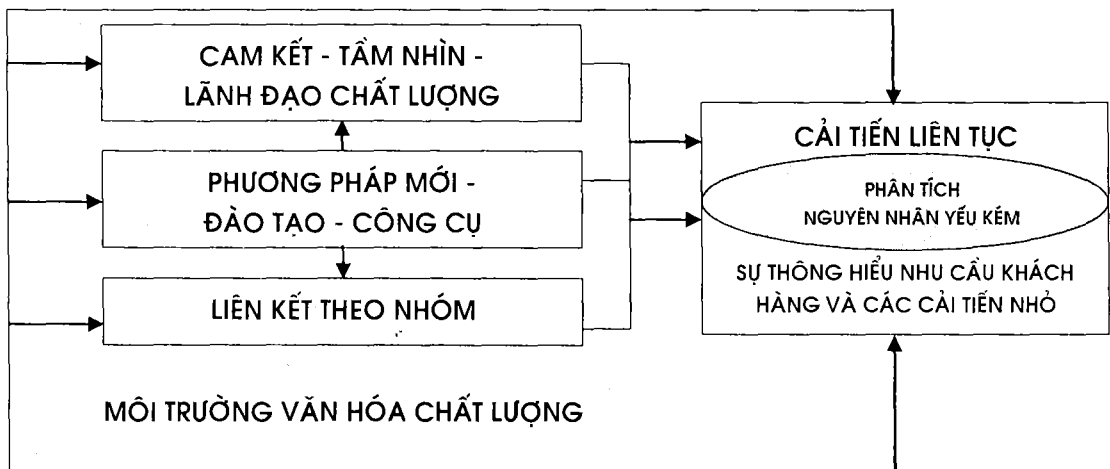 CAM KẾT - TẦM NHÌN -
LÃNH ĐẠO CHẤT LƯỢNG
PHƯƠNG PHÁP MỚI -
ĐÀO TẠO - CÔNG CỤ
LIÊN KẾT THEO NHÓM
MÔI TRƯỜNG VĂN HÓA CHẤT LƯỢNG
CẢI TIẾN LIÊN TỤC
PHÂN TÍCH
NGUYÊN NHÂN YẾU KÉM
SỰ THÔNG HIỂU NHU CẦU KHÁCH
HÀNG VÀ CÁC CẢI TIẾN NHỎ